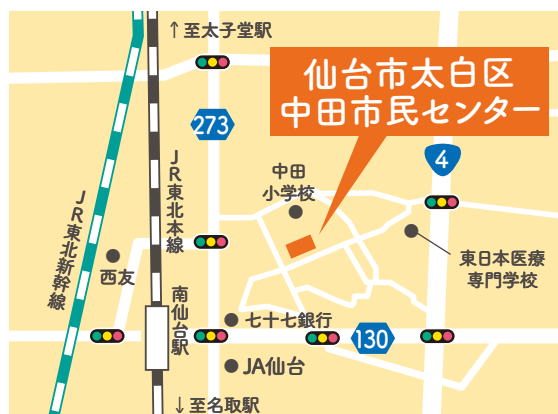 ↑至太子堂駅
仙台市太白区
中田市民センター
273
4
中田
小学校
JR東北本線
JR東北新幹線
西友
東日本医療
専門学校
南仙台駅
七十七銀行
130
JA仙台
↓至名取駅